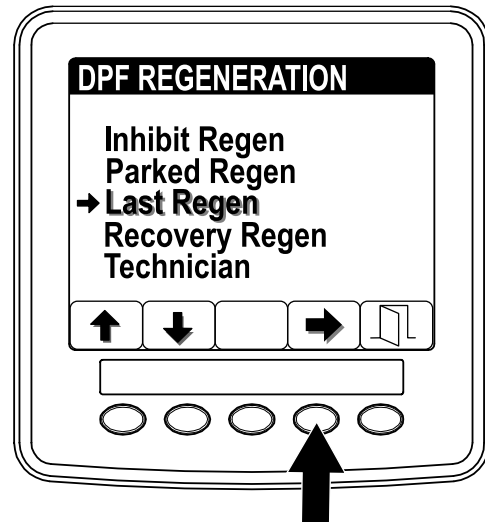 DPF REGENERATION
Inhibit Regen
Parked Regen
Last Regen
Recovery Regen
Technician